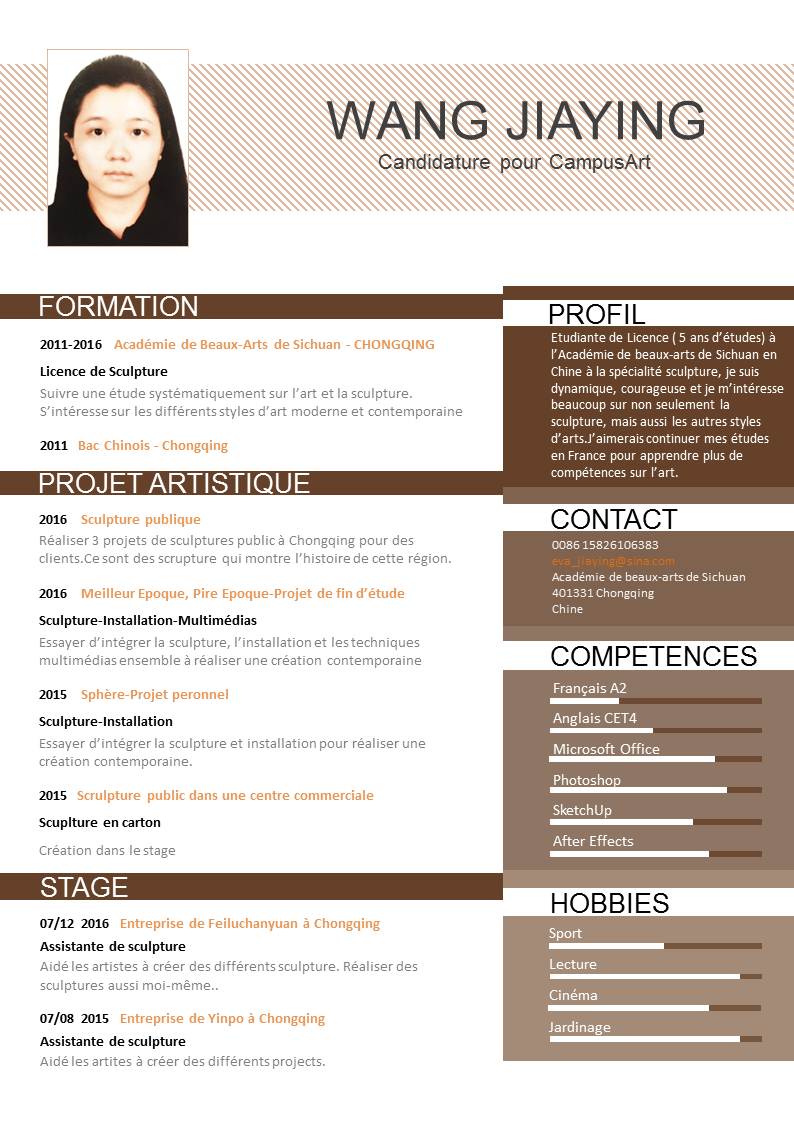 WANG JIAYING
Candidature pour CampusArt
FORMATION
2011-2016 Académie de Beaux-Arts de Sichuan - CHONGQING
Licence de Sculpture
Suivre une étude systématiquement sur l’art et la sculpture.
S’intéresse sur les différents styles d’art moderne et contemporaine
2011 Bac Chinois - Chongqing
PROJET ARTISTIQUE
2016 Sculpture publique
Réaliser 3 projets de sculptures public à Chongqing pour des
clients.Ce sont des scrupture qui montre l’histoire de cette région.
2016 Meilleur Epoque, Pire Epoque-Projet de fin d’étude
Sculpture-Installation-Multimédias
Essayer d’intégrer la sculpture, l’installation et les techniques
multimédias ensemble à réaliser une création contemporaine
2015 Sphère-Projet peronnel
Sculpture-Installation
Essayer d’intégrer la sculpture et installation pour réaliser une
création contemporaine.
2015 Scrulpture public dans une centre commerciale
Scuplture en carton
Création dans le stage
STAGE
07/12 2016 Entreprise de Feiluchanyuan à Chongqing
Assistante de sculpture
Aidé les artistes à créer des différents sculpture. Réaliser des
sculptures aussi moi-même..
07/08 2015 Entreprise de Yinpo à Chongqing
Assistante de sculpture
Aidé les artites à créer des différents projects.
PROFIL
Etudiante de Licence ( 5 ans d’études) à
l’Académie de beaux-arts de Sichuan en
Chine à la spécialité sculpture, je suis
dynamique, courageuse et je m’intéresse
beaucoup sur non seulement la
sculpture, mais aussi les autres styles
d’arts.J’aimerais continuer mes études
en France pour apprendre plus de
compétences sur l’art.
CONTACT
0086 15826106383
eva_jiaying@sina.com
Académie de beaux-arts de Sichuan
401331 Chongqing
Chine
COMPETENCES
Français A2
Anglais CET4
Microsoft Office
Photoshop
SketchUp
After Effects
HOBBIES
Sport
Lecture
Cinéma
Jardinage